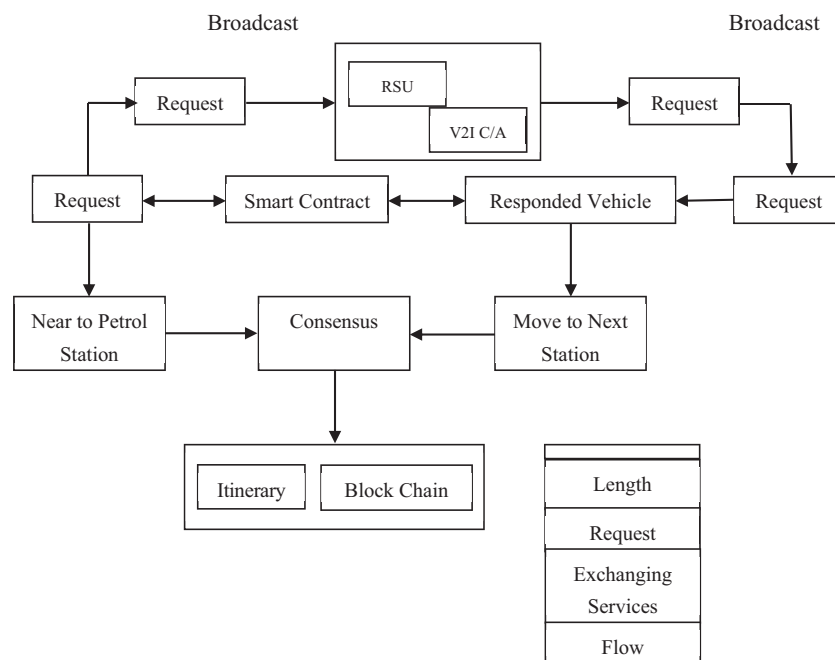 Broadcast
Broadcast
Request
RSU
V2I C/A
Request
Request
Smart Contract
Responded Vehicle
Request
Near to Petrol
Station
Consensus
Move to Next
Station
Itinerary
Block Chain
Length
Request
Exchanging
Services
Flow